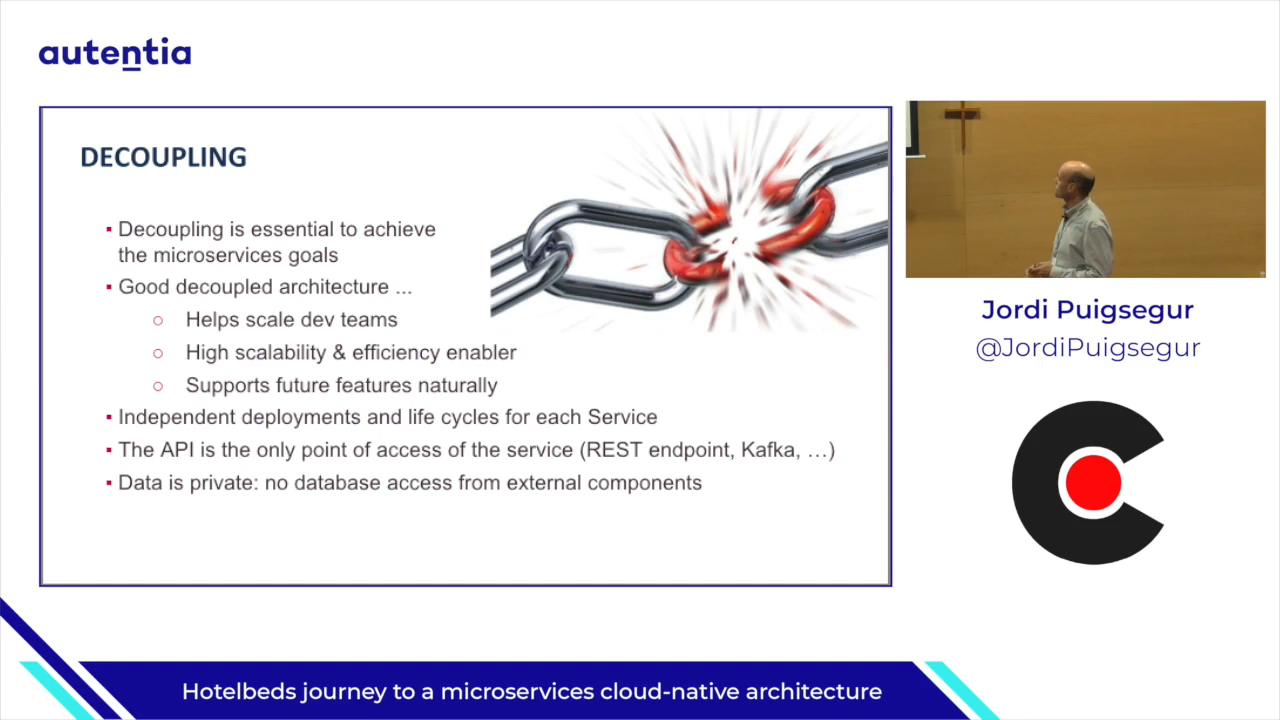 autentia
DECOUPLING
▪ Decoupling is essential to achieve
the microservices goals
▪ Good decoupled architecture ...
○ Helps scale dev teams
○ High scalability & efficiency enabler
○ Supports future features naturally
▪ Independent deployments and life cycles for each Service
▪ The API is the only point of access of the service (REST endpoint, Kafka, …)
▪ Data is private: no database access from external components
Jordi Puigsegur
@JordiPuigsegur
Hotelbeds journey to a microservices cloud-native architecture